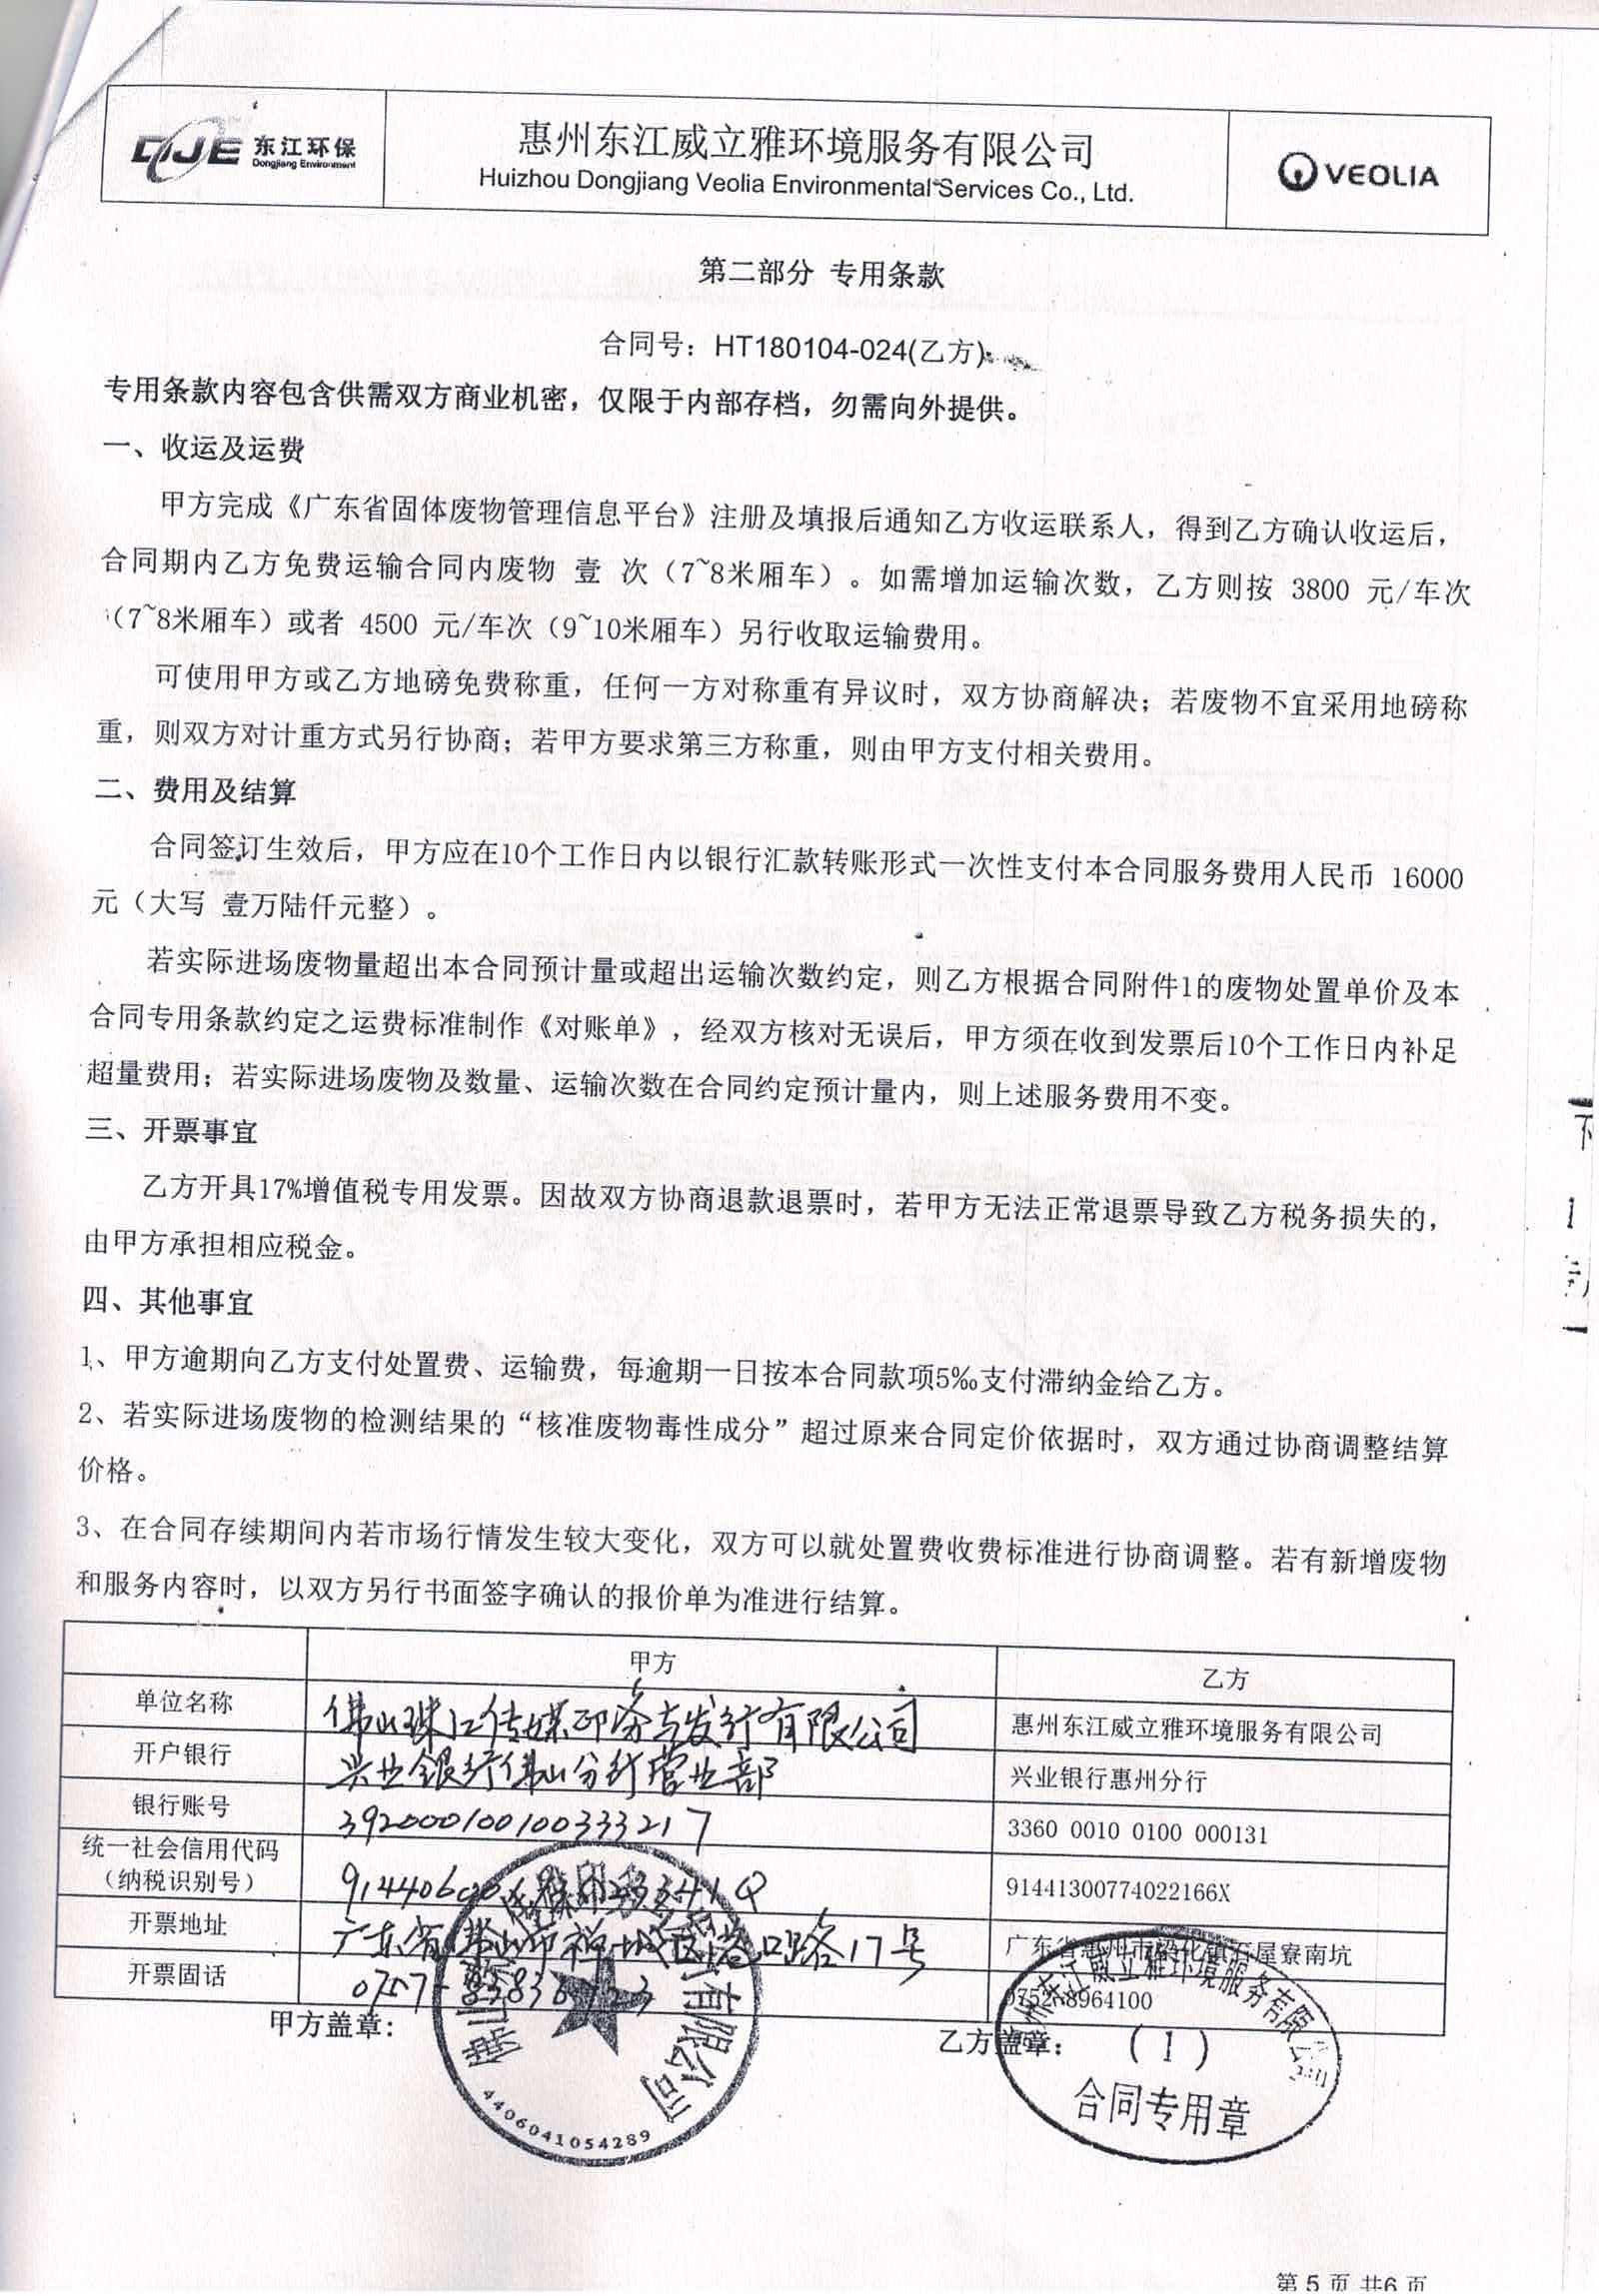 DJE 东江环保
Dongjiang Environment
惠州东江威立雅环境服务有限公司
Huizhou Dongjiang Veolia Environmental Services Co., Ltd.
VEOLIA
第二部分 专用条款
合同号：HT180104-024(乙方)
专用条款内容包含供需双方商业机密，仅限于内部存档，勿需向外提供。
一、收运及运费
甲方完成《广东省固体废物管理信息平台》注册及填报后通知乙方收运联系人，得到乙方确认收运后，
合同期内乙方免费运输合同内废物 壹 次（7~8米厢车）。如需增加运输次数，乙方则按 3800 元/车次
（7~8米厢车）或者 4500 元/车次（9~10米厢车）另行收取运输费用。
可使用甲方或乙方地磅免费称重，任何一方对称重有异议时，双方协商解决；若废物不宜采用地磅称
重，则双方对计重方式另行协商；若甲方要求第三方称重，则由甲方支付相关费用。
二、费用及结算
合同签订生效后，甲方应在10个工作日内以银行汇款转账形式一次性支付本合同服务费用人民币 16000
元（大写 壹万陆仟元整）。
若实际进场废物量超出本合同预计量或超出运输次数约定，则乙方根据合同附件1的废物处置单价及本
合同专用条款约定之运费标准制作《对账单》，经双方核对无误后，甲方须在收到发票后10个工作日内补足
超量费用；若实际进场废物及数量、运输次数在合同约定预计量内，则上述服务费用不变。
三、开票事宜
乙方开具17%增值税专用发票。因故双方协商退款退票时，若甲方无法正常退票导致乙方税务损失的，
由甲方承担相应税金。
四、其他事宜
1、甲方逾期向乙方支付处置费、运输费，每逾期一日按本合同款项5‰支付滞纳金给乙方。
2、若实际进场废物的检测结果的“核准废物毒性成分”超过原来合同定价依据时，双方通过协商调整结算
价格。
3、在合同存续期间内若市场行情发生较大变化，双方可以就处置费收费标准进行协商调整。若有新增废物
和服务内容时，以双方另行书面签字确认的报价单为准进行结算。
甲方 乙方
单位名称 佛山珠江传媒印务与发行有限公司 惠州东江威立雅环境服务有限公司
开户银行 兴业银行佛山分行营业部 兴业银行惠州分行
银行账号 392000100100333217 3360 0010 0100 000131
统一社会信用代码
（纳税识别号） 91441300774022166X
开票地址 广东省佛山市禅城区港口路17号 广东省惠州市梁化镇石屋寮南坑
开票固话 0757- 0752-8964100
甲方盖章： 乙方盖章：
有限公司
4406041054289
惠州东江威立雅环境服务有限公司
(1)
合同专用章
第 5 页 共6 页